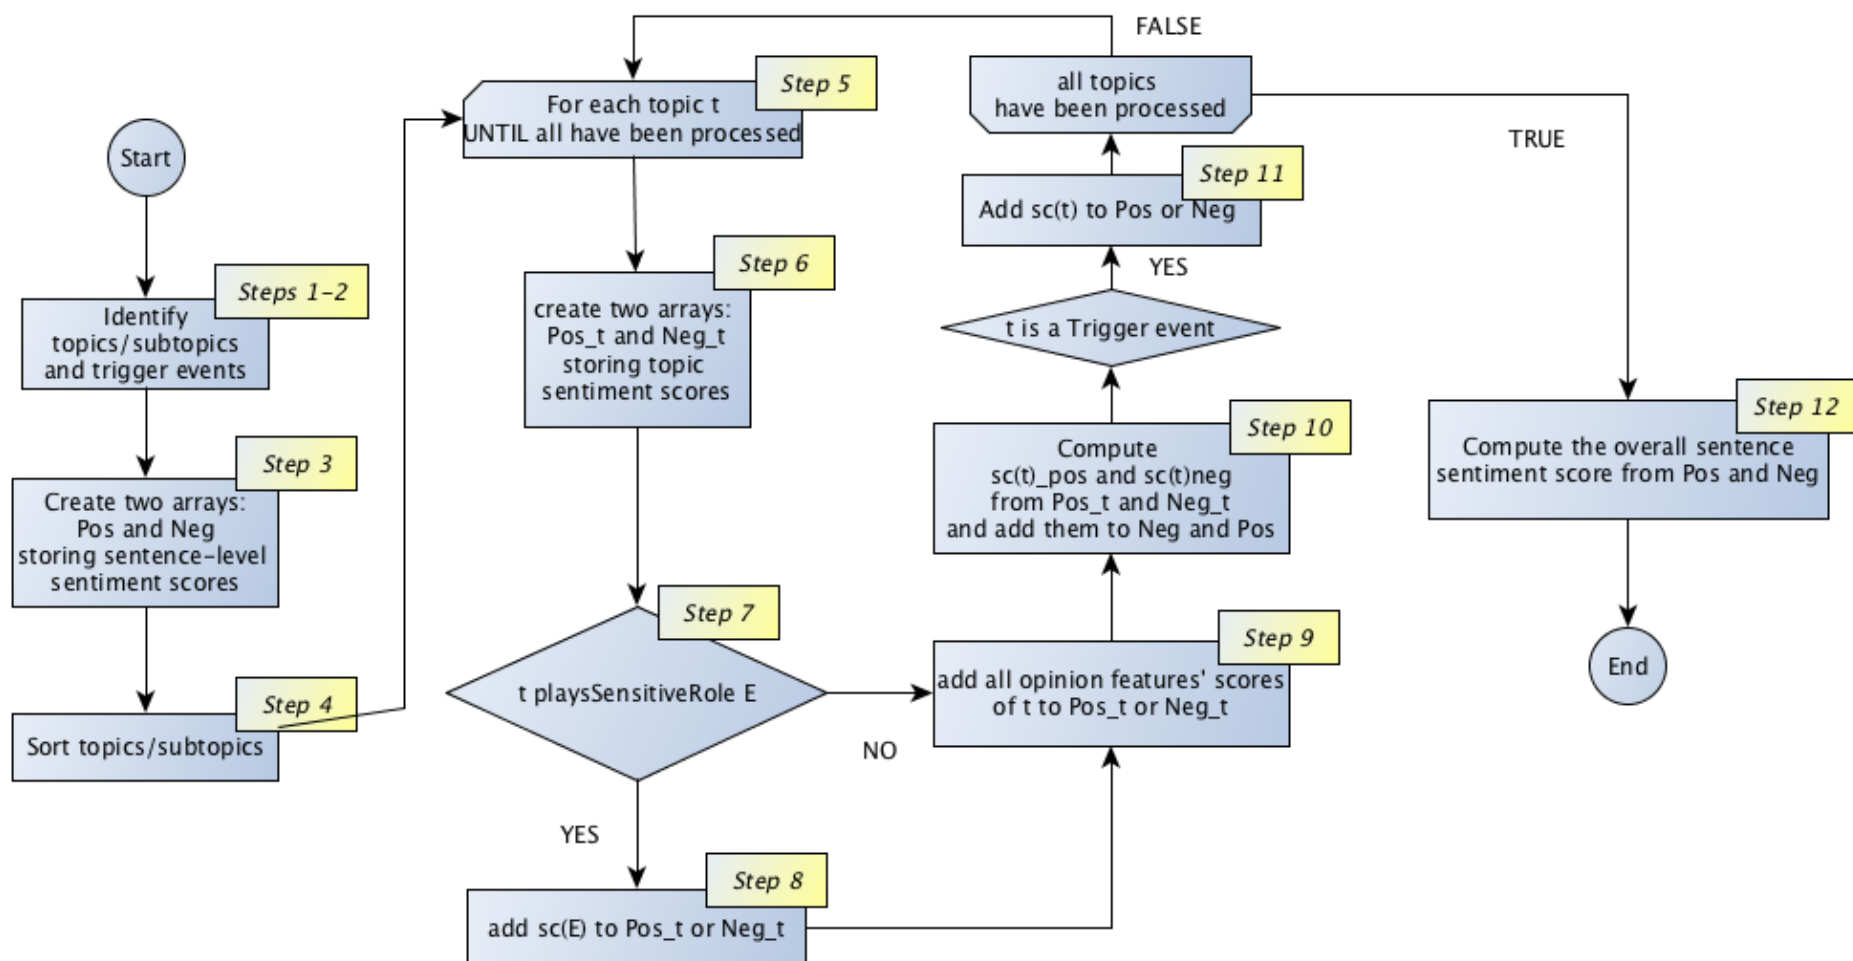 Start
Steps 1-2
Identify
topics/subtopics
and trigger events
Step 3
Create two arrays:
Pos and Neg
storing sentence-level
sentiment scores
Step 4
Sort topics/subtopics
Step 5
For each topic t
UNTIL all have been processed
Step 6
create two arrays:
Pos_t and Neg_t
storing topic
sentiment scores
Step 7
t playsSensitiveRole E
NO
YES
Step 8
add sc(E) to Pos_t or Neg_t
Step 9
add all opinion features' scores
of t to Pos_t or Neg_t
Step 10
Compute
sc(t)_pos and sc(t)neg
from Pos_t and Neg_t
and add them to Neg and Pos
t is a Trigger event
YES
Step 11
Add sc(t) to Pos or Neg
all topics
have been processed
FALSE
TRUE
Step 12
Compute the overall sentence
sentiment score from Pos and Neg
End